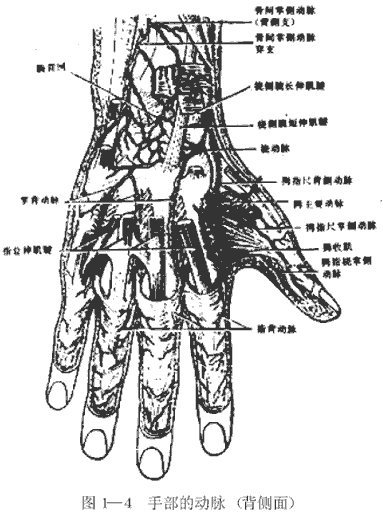 骨间掌侧动脉
(背侧支)
骨间掌侧动脉
穿支
腕背网
桡侧腕长伸肌腱
桡侧腕短伸肌腱
桡动脉
拇指尺背侧动脉
拇主要动脉
掌背动脉
拇指尺掌侧动脉
指总伸肌腱
拇收肌
拇指桡掌侧
动脉
指背动脉
图 1—4 手部的动脉 (背侧面)